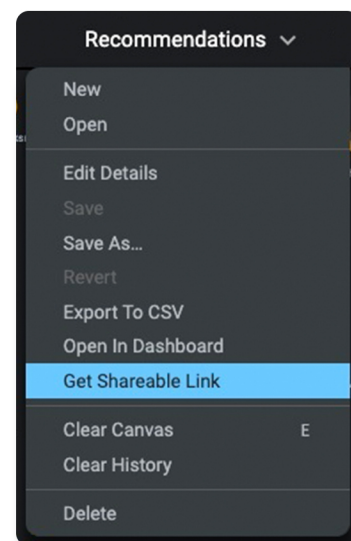 Recommendations
New
Open
Edit Details
Save
Save As...
Revert
Export To CSV
Open In Dashboard
Get Shareable Link
Clear Canvas E
Clear History
Delete